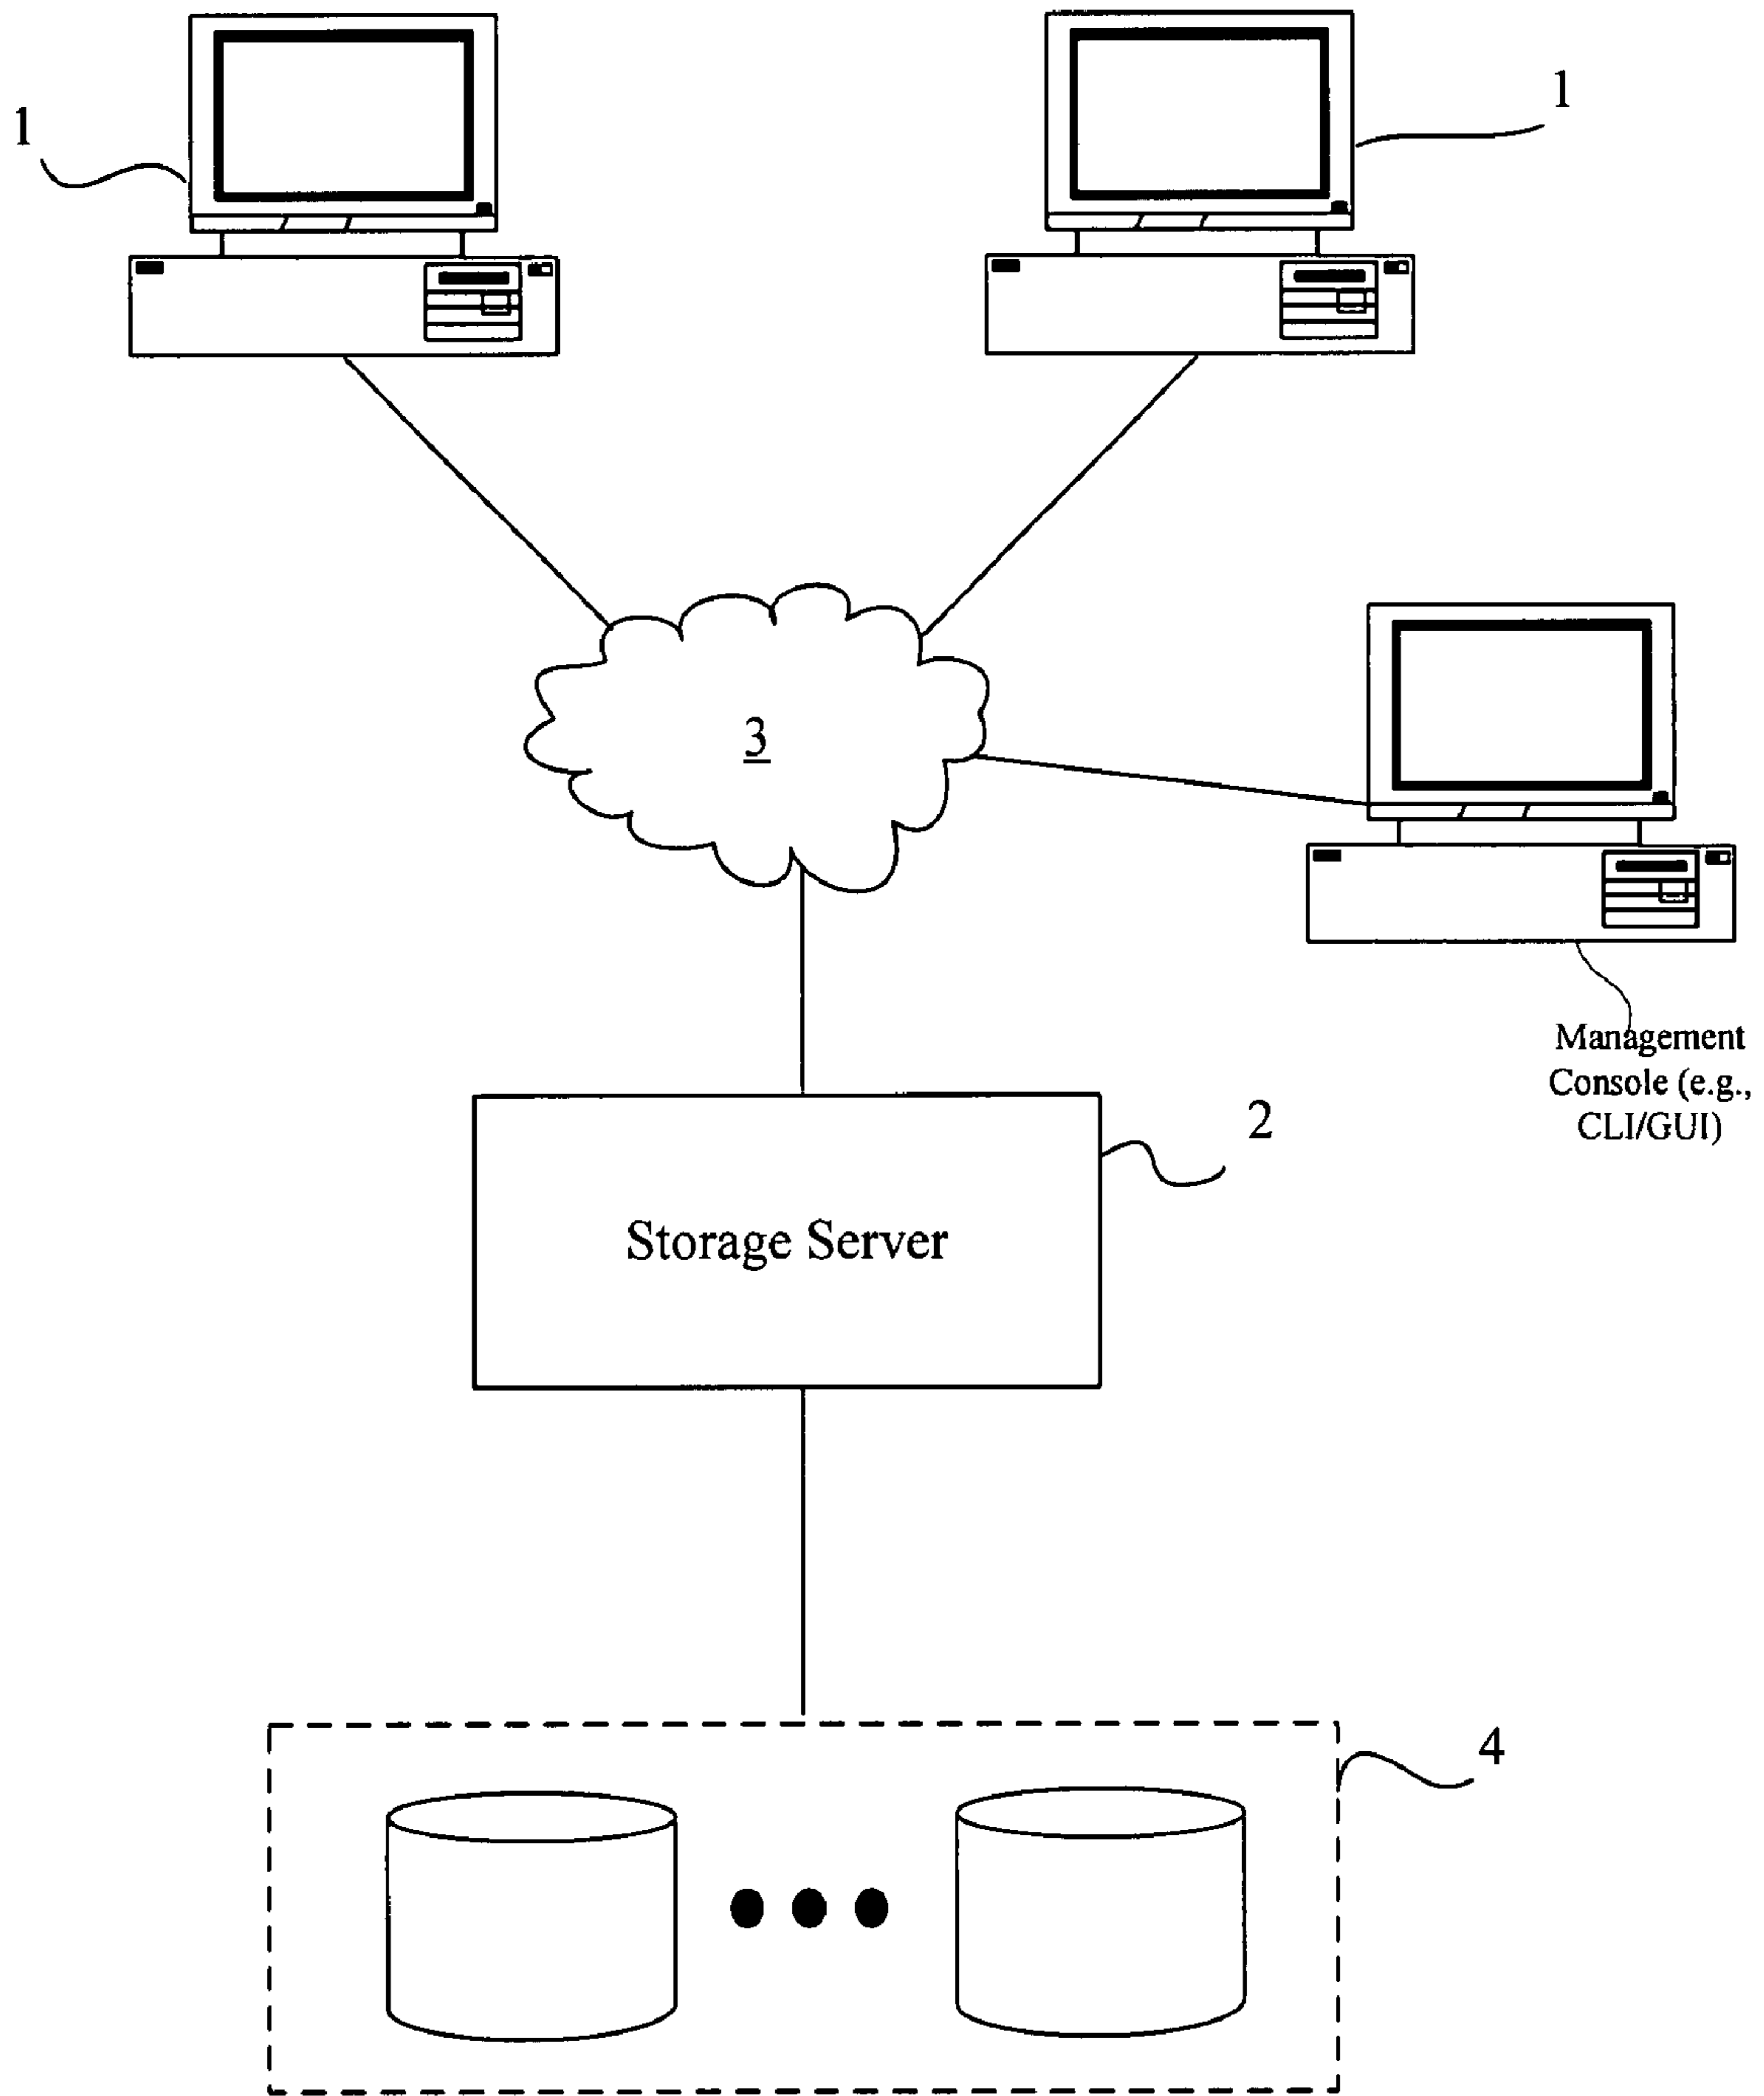 1
1
3
Management
Console (e.g.,
CLI/GUI)
2
Storage Server
4